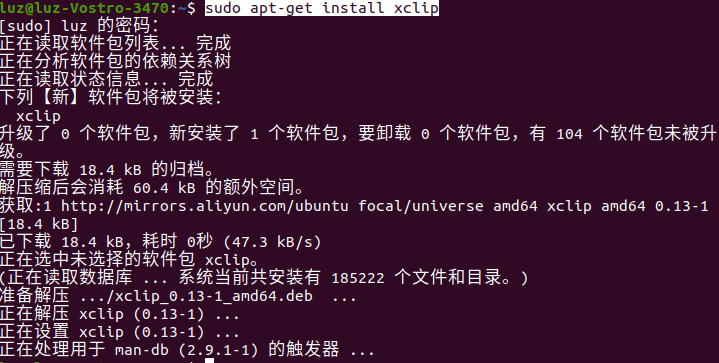 luz@luz-Vostro-3470:~$ sudo apt-get install xclip
[sudo] luz 的密码：
正在读取软件包列表... 完成
正在分析软件包的依赖关系树
正在读取状态信息... 完成
下列【新】软件包将被安装：
  xclip
升级了 0 个软件包，新安装了 1 个软件包，要卸载 0 个软件包，有 104 个软件包未被升
级。
需要下载 18.4 kB 的归档。
解压缩后会消耗 60.4 kB 的额外空间。
获取:1 http://mirrors.aliyun.com/ubuntu focal/universe amd64 xclip amd64 0.13-1
[18.4 kB]
已下载 18.4 kB，耗时 0秒 (47.3 kB/s)
正在选中未选择的软件包 xclip。
(正在读取数据库 ... 系统当前共安装有 185222 个文件和目录。)
准备解压 .../xclip_0.13-1_amd64.deb  ...
正在解压 xclip (0.13-1) ...
正在设置 xclip (0.13-1) ...
正在处理用于 man-db (2.9.1-1) 的触发器 ...